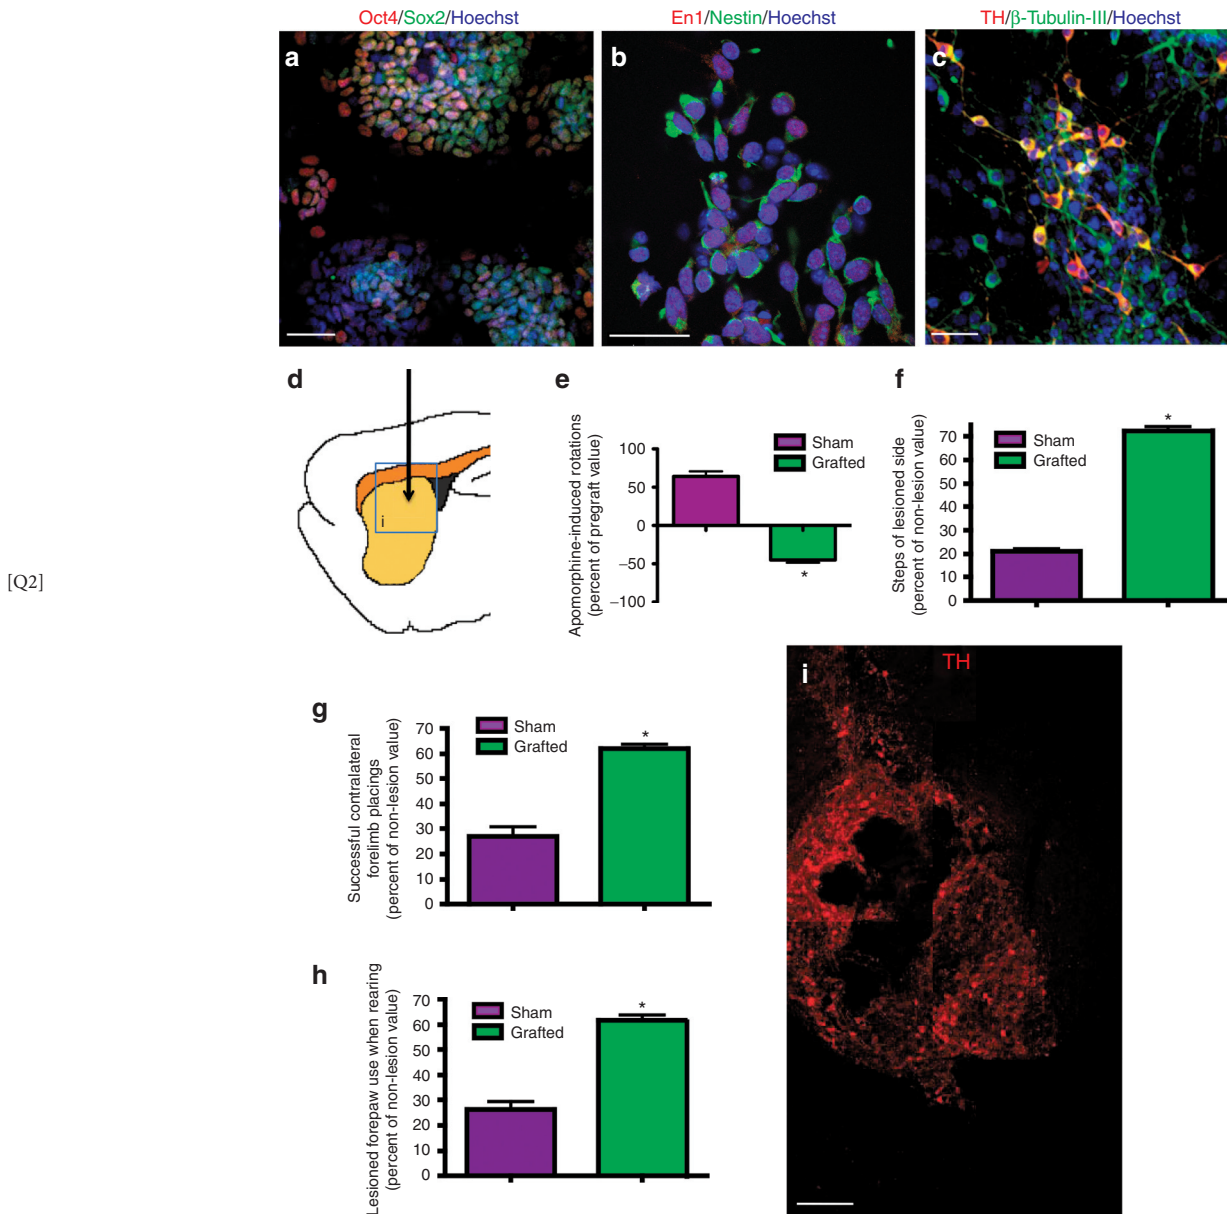 Oct4/Sox2/Hoechst
En1/Nestin/Hoechst
TH/β-Tubulin-III/Hoechst
a
b
c
d
i
e
Apomorphine-induced rotations
(percent of pregraft value)
100
50
0
−50
−100
Sham
Grafted
*
f
Steps of lesioned side
(percent of non-lesion value)
70
60
50
40
30
20
10
0
Sham
Grafted
*
[Q2]
g
Successful contralateral
forelimb placings
(percent of non-lesion value)
70
60
50
40
30
20
10
0
Sham
Grafted
*
h
Lesioned forepaw use when rearing
(percent of non-lesion value)
70
60
50
40
30
20
10
0
Sham
Grafted
*
i
TH